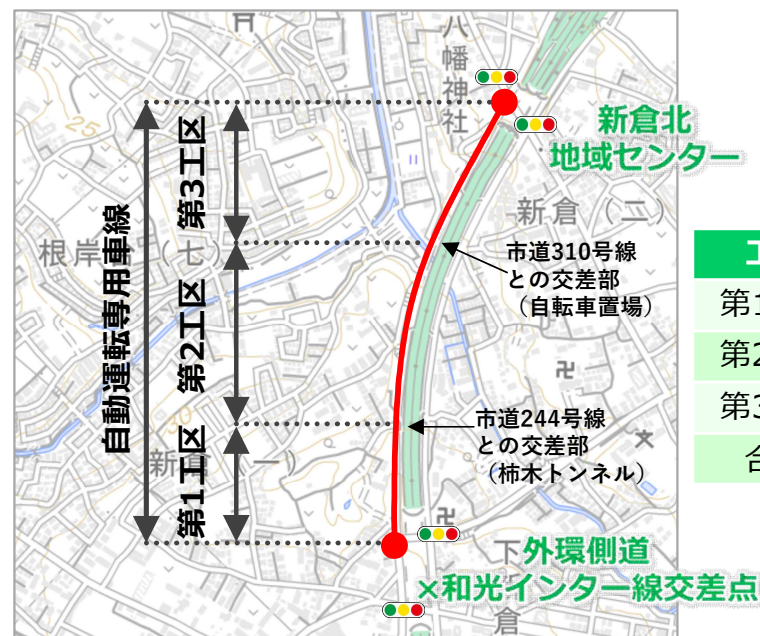 八
幡
神
社
25
新倉北
地域センター
新倉（二）
市道310号線
との交差部
（自転車置場）
根岸
（七）
自動運転専用車線
第3工区
第2工区
第1工区
市道244号線
との交差部
（柿木トンネル）
新
（一）
下
倉
外環側道
×和光インター線交差点
工
第1
第2
第3
合